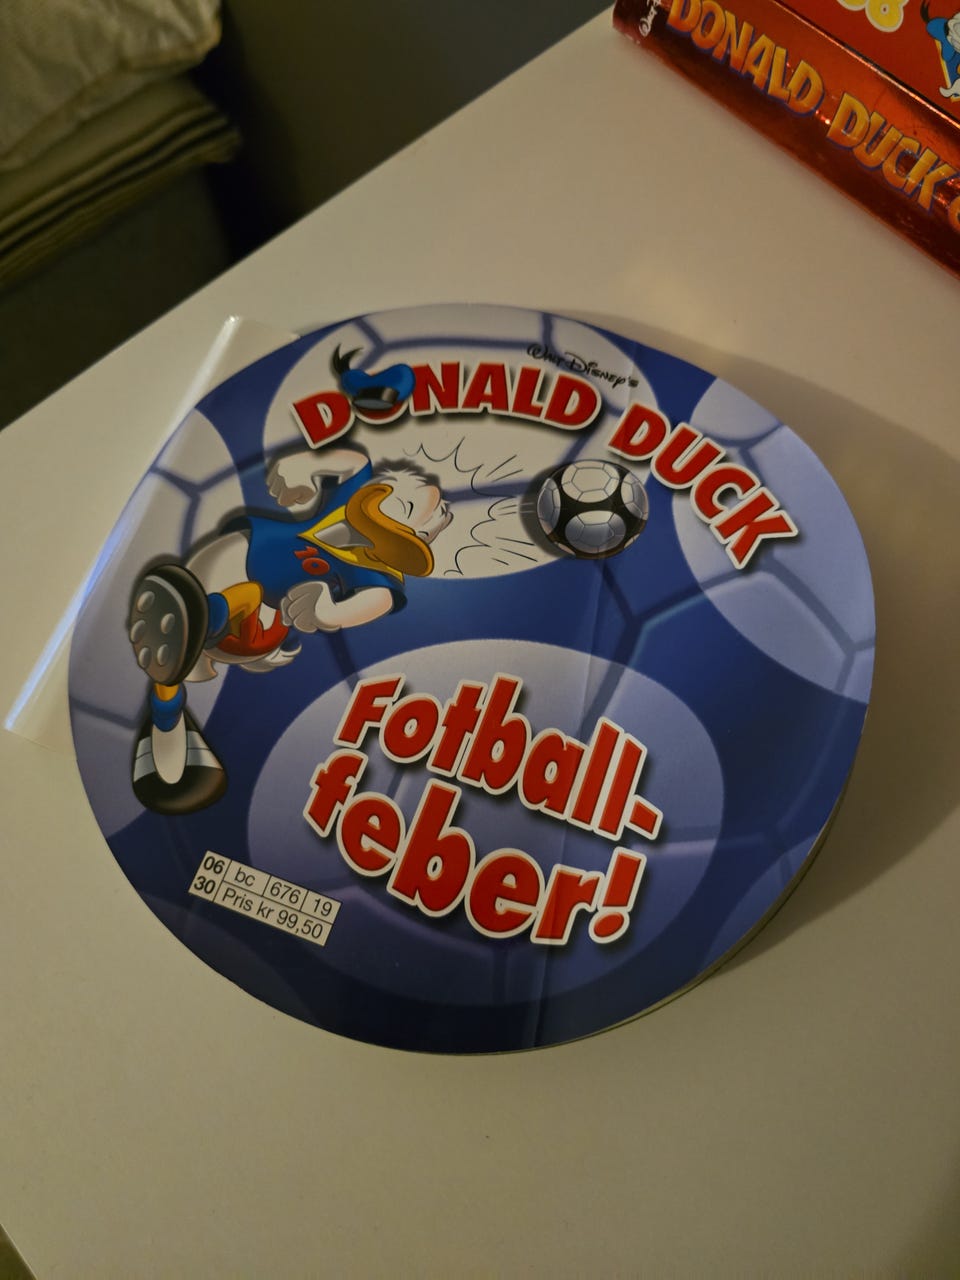 DONALD DUCK
WALT DISNEY'S
DONALD DUCK
10
Fotball-
feber!
06 bc 676 19
30 Pris kr 99,50